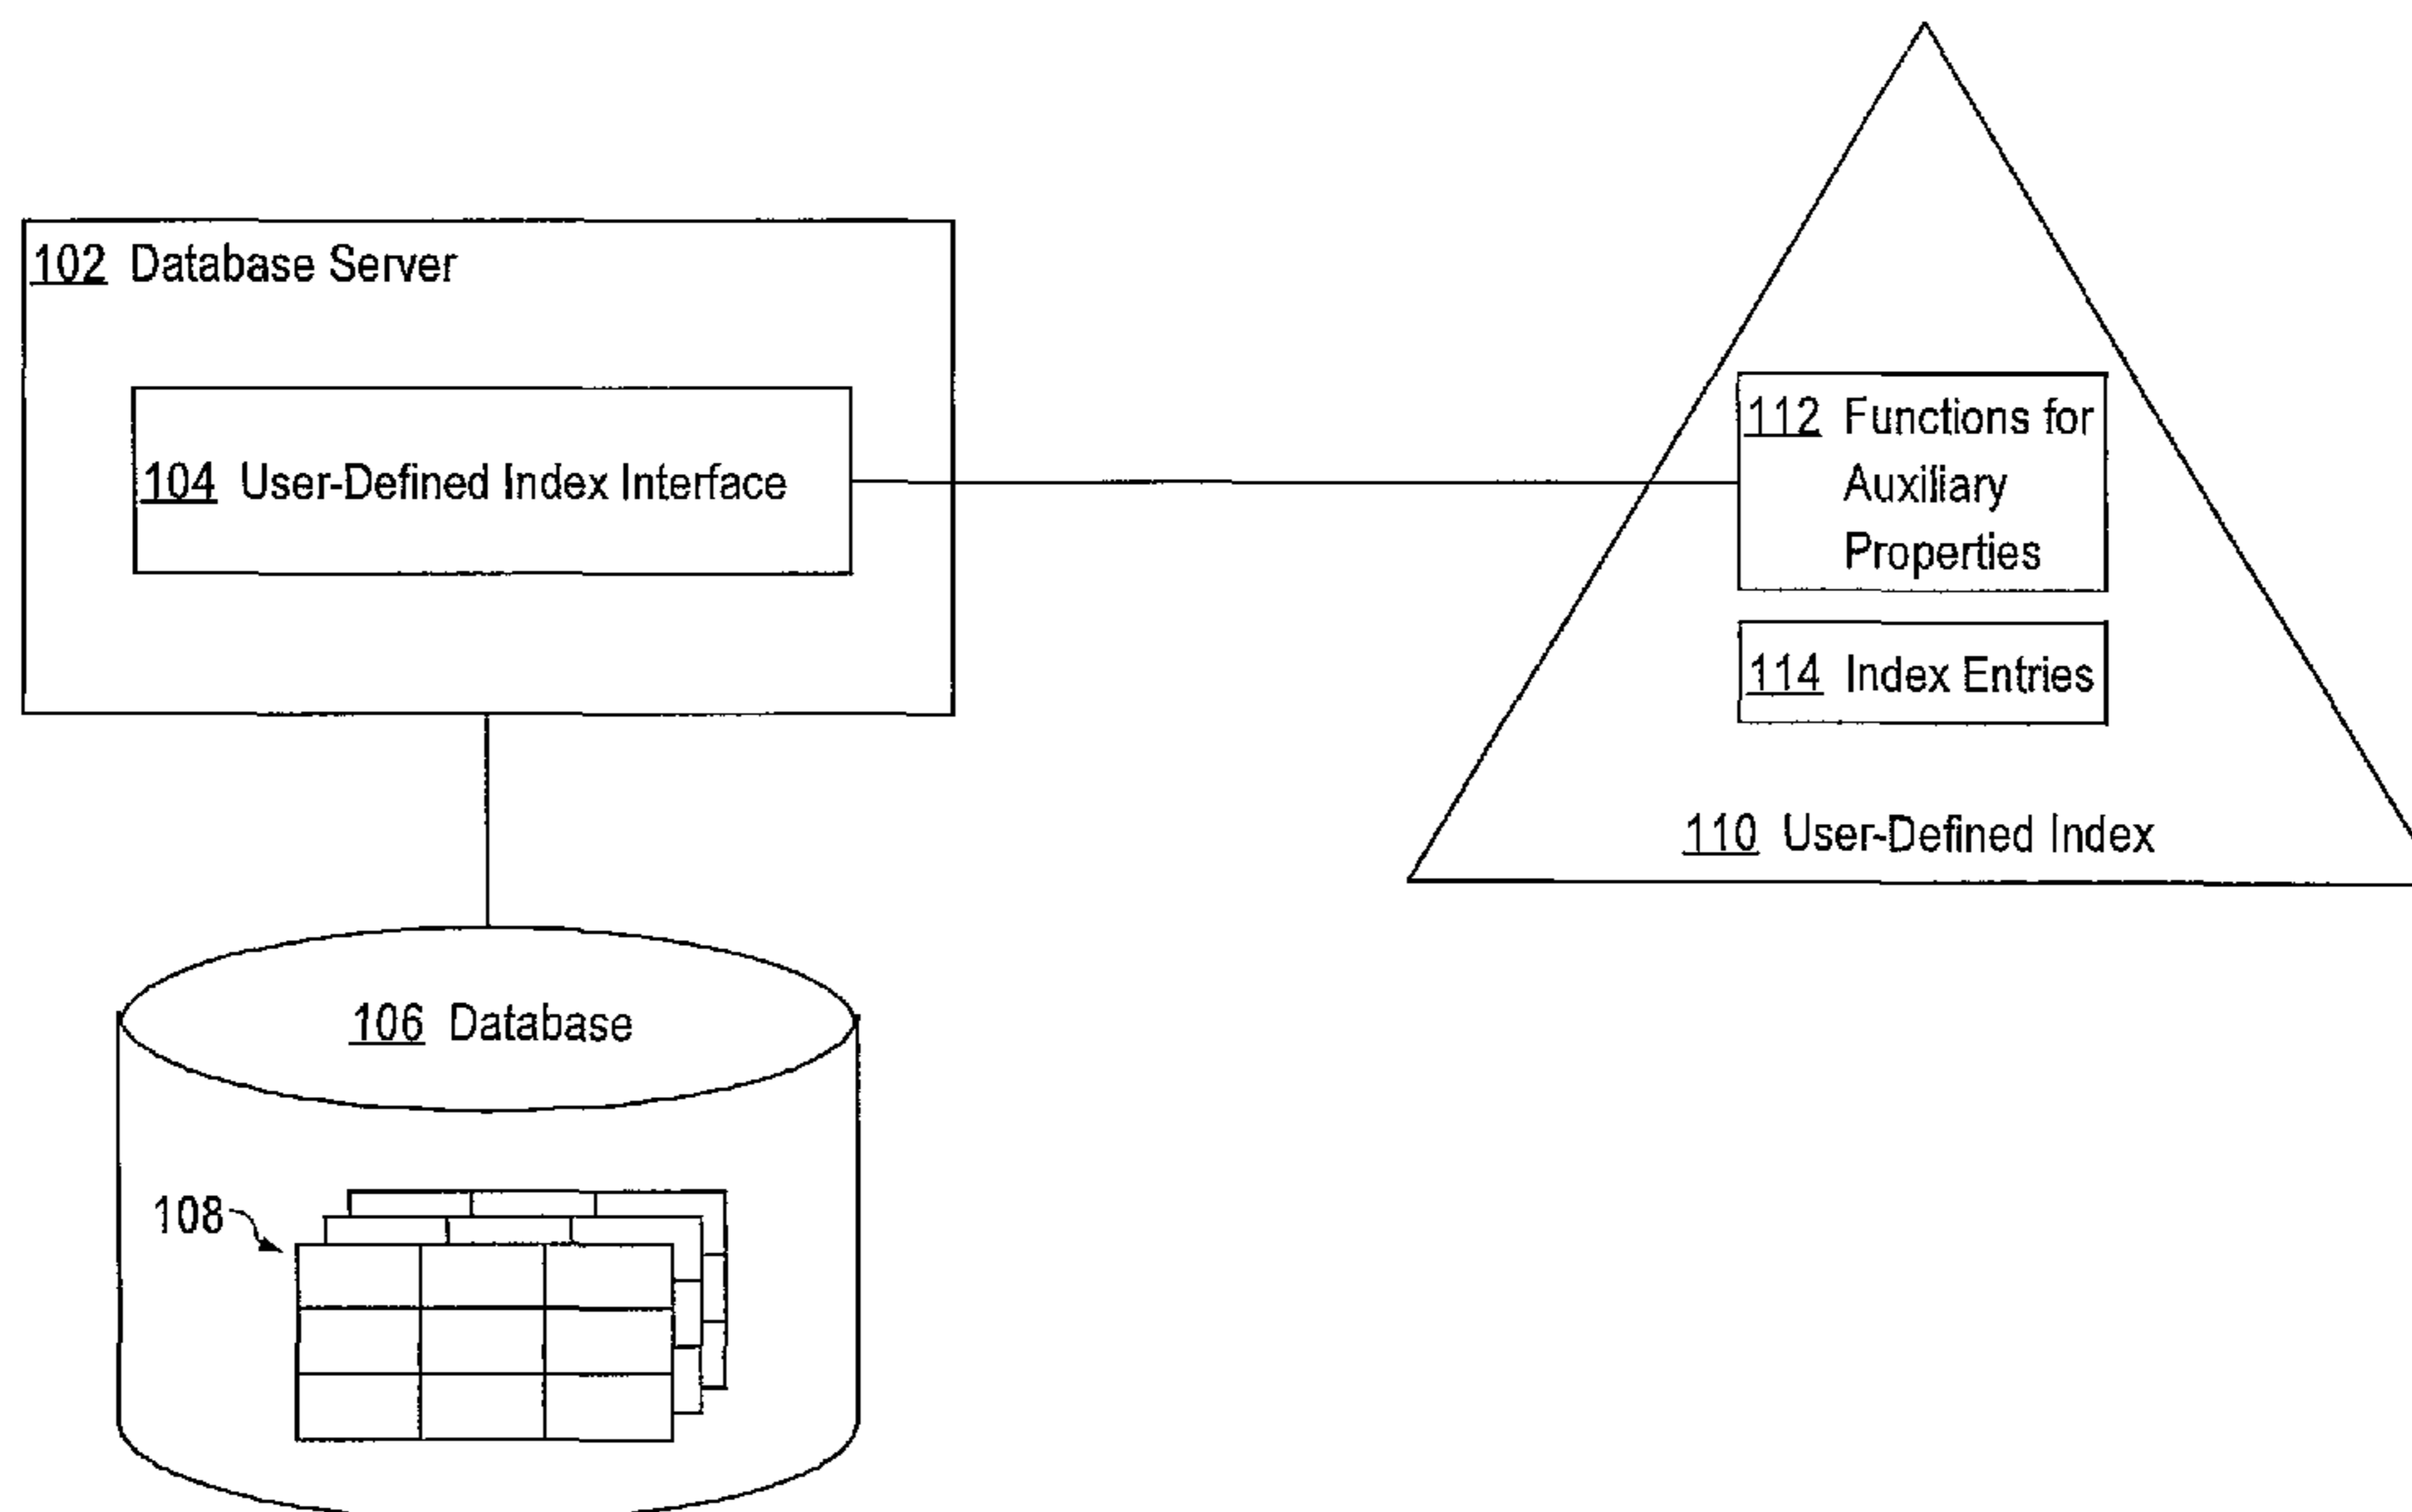 102 Database Server
104 User-Defined Index Interface
112 Functions for
Auxiliary
Properties
114 Index Entries
110 User-Defined Index
106 Database
108